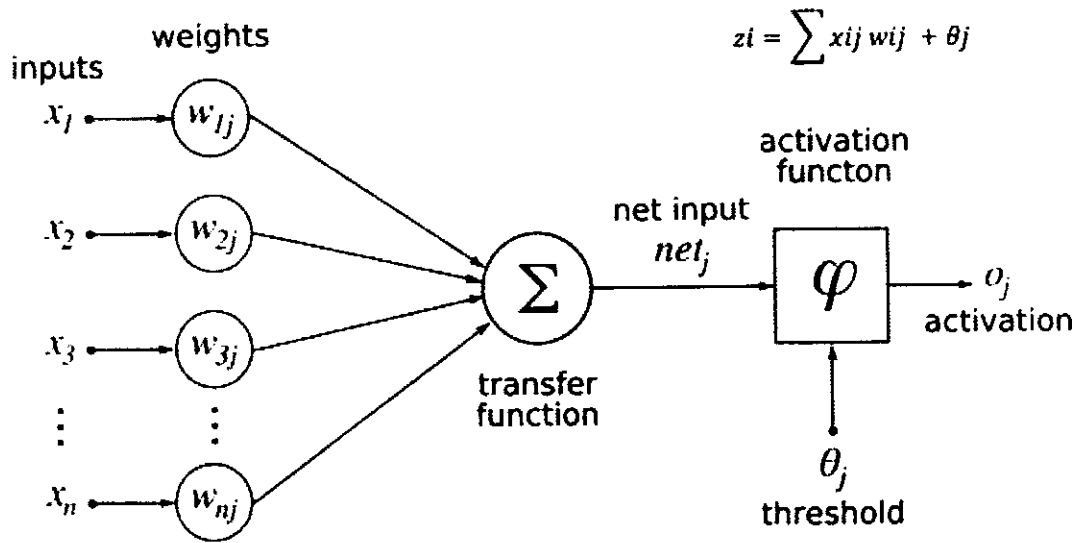 weights
zi = ∑ xij wij + θj
inputs
x1
w1j
activation
functon
x2
w2j
net input
netj
∑
φ
oj
activation
x3
w3j
transfer
function
⋮
⋮
θj
threshold
xn
wnj